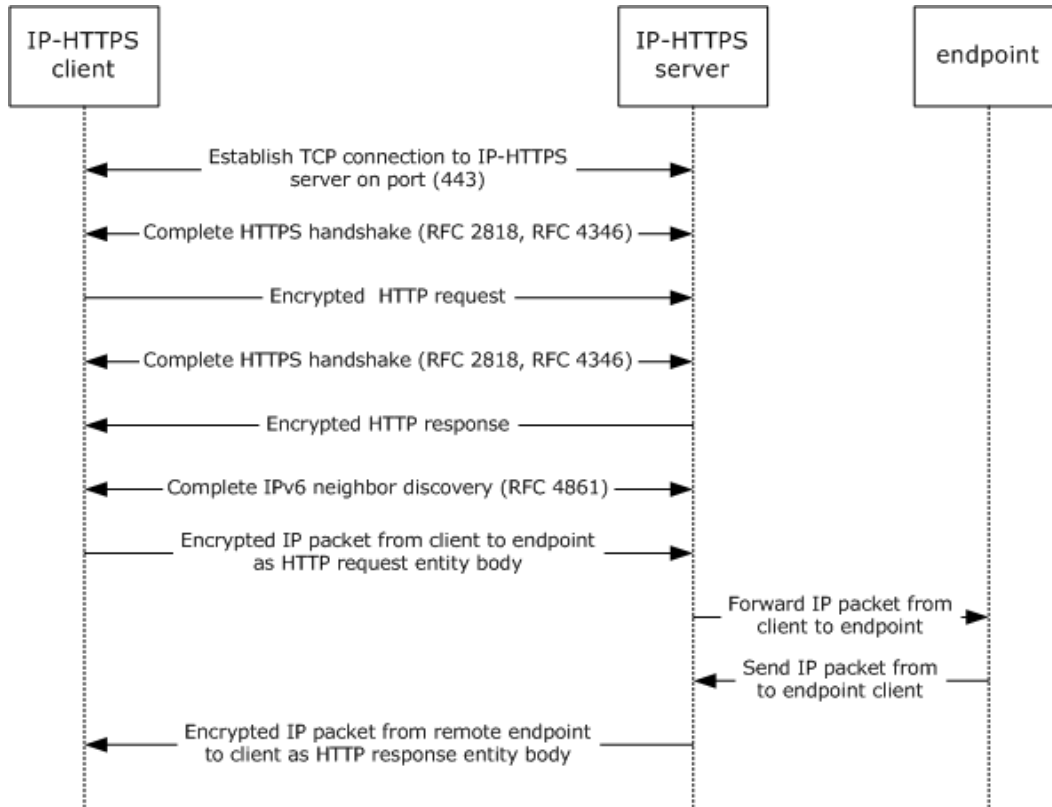 IP-HTTPS
client
IP-HTTPS
server
endpoint
Establish TCP connection to IP-HTTPS
server on port (443)
Complete HTTPS handshake (RFC 2818, RFC 4346)
Encrypted  HTTP request
Complete HTTPS handshake (RFC 2818, RFC 4346)
Encrypted HTTP response
Complete IPv6 neighbor discovery (RFC 4861)
Encrypted IP packet from client to endpoint
as HTTP request entity body
Forward IP packet from
client to endpoint
Send IP packet from
to endpoint client
Encrypted IP packet from remote endpoint
to client as HTTP response entity body